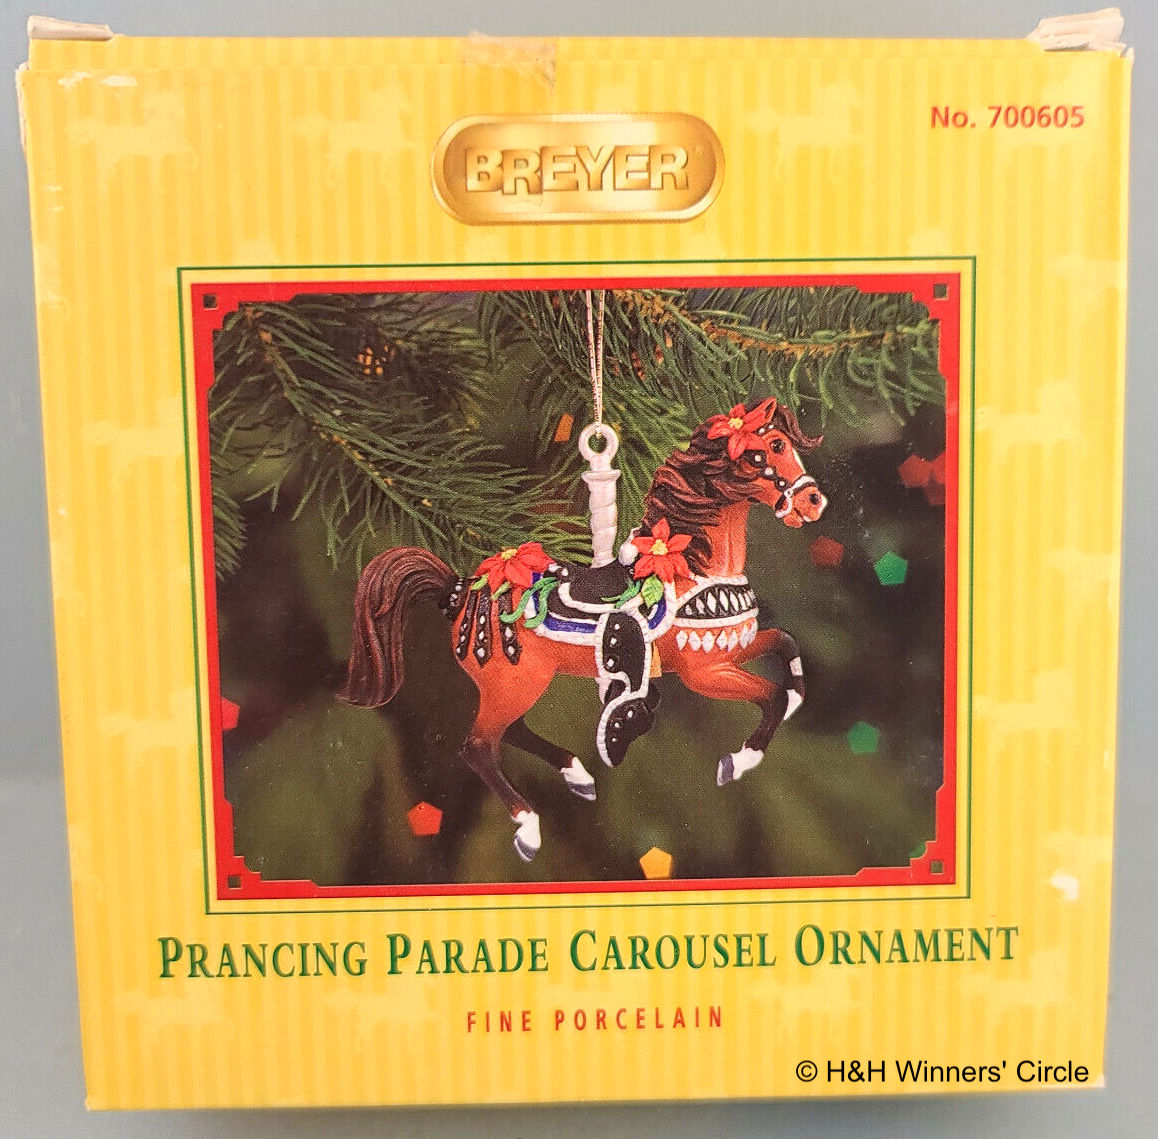 No. 700605
BREYER
PRANCING PARADE CAROUSEL ORNAMENT
FINE PORCELAIN
© H&H Winners' Circle